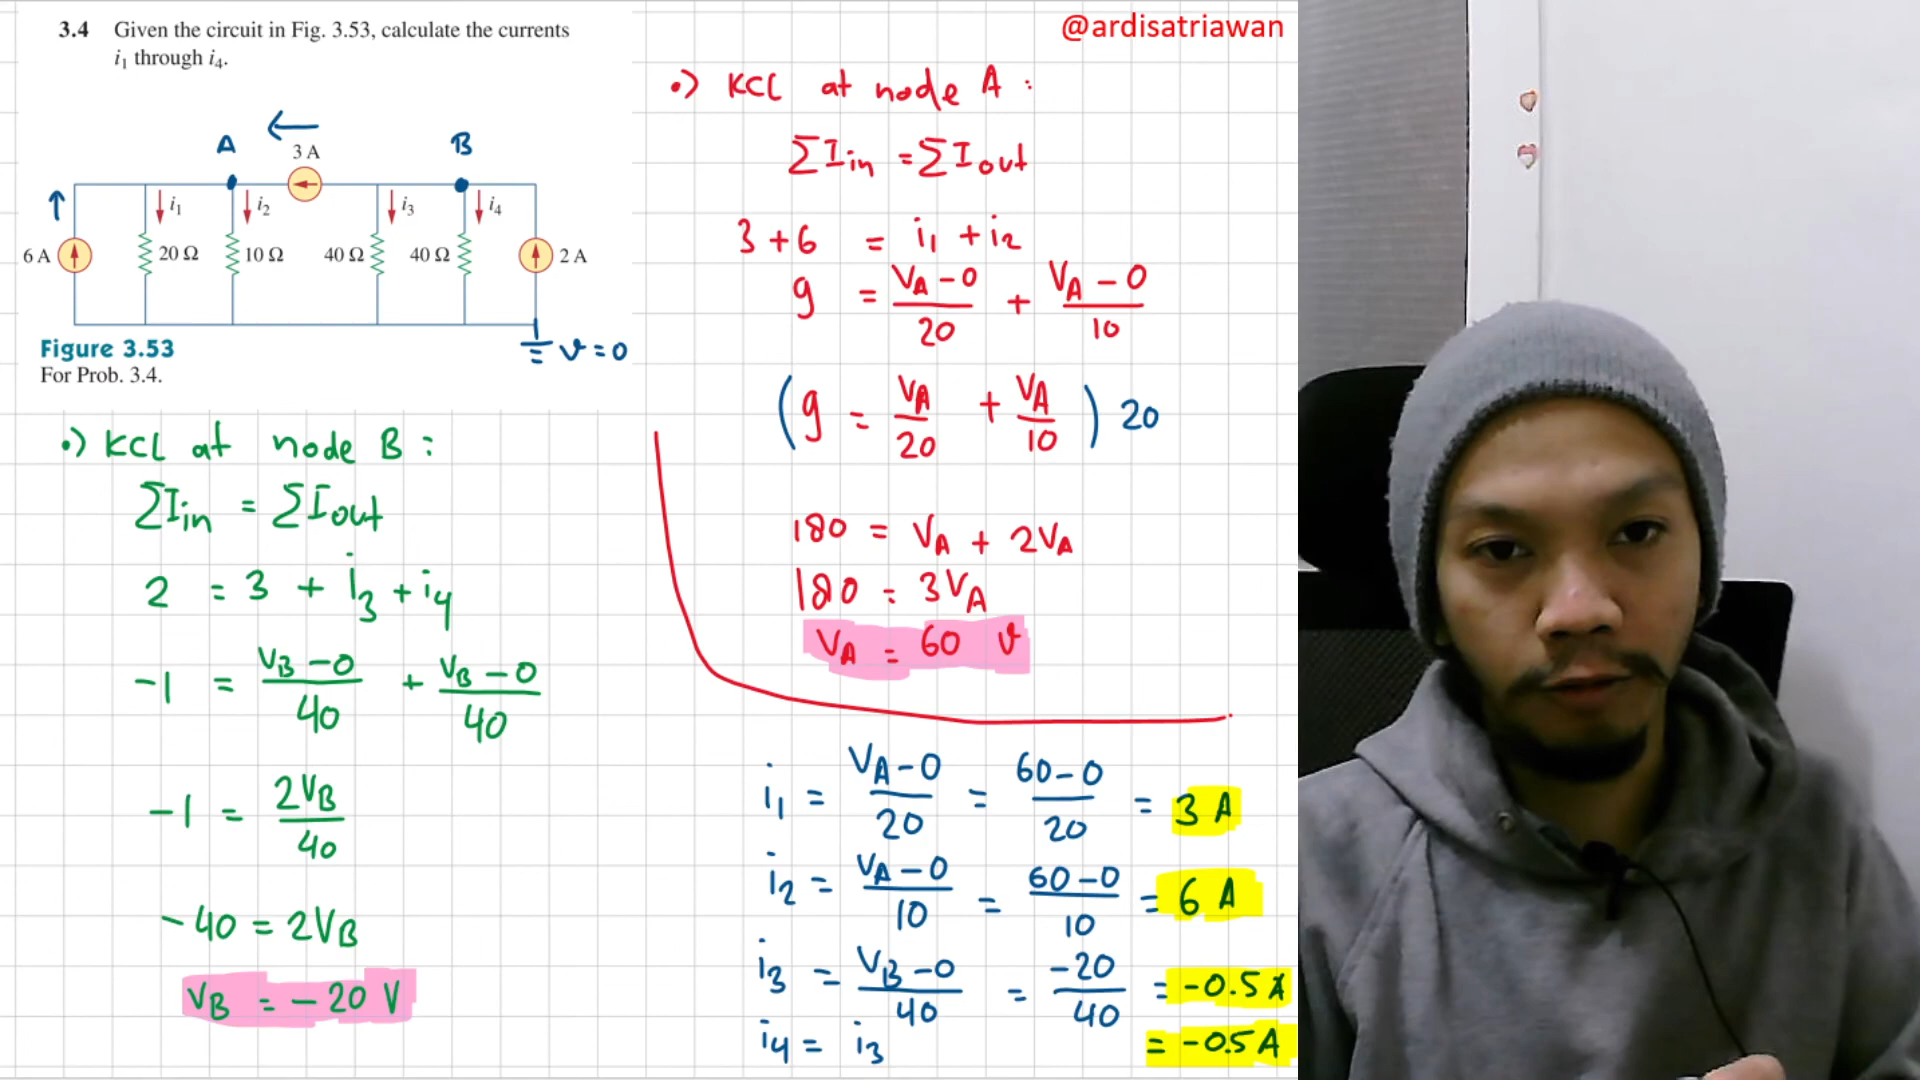 @ardisatriawan
3.4 Given the circuit in Fig. 3.53, calculate the currents
i₁ through i₄.
A
3 A
B
i₁
i₂
i₃
i₄
6 A
20 Ω
10 Ω
40 Ω
40 Ω
2 A
v = 0
Figure 3.53
For Prob. 3.4.
•) KCL at node B :
ΣIin = ΣIout
2 = 3 + i3 + i4
-1 = (VB - 0)/40 + (VB - 0)/40
-1 = 2VB/40
-40 = 2VB
VB = -20 V
•) KCL at node A :
ΣIin = ΣIout
3 + 6 = i1 + i2
9 = (VA - 0)/20 + (VA - 0)/10
(9 = VA/20 + VA/10) 20
180 = VA + 2VA
180 = 3VA
VA = 60 V
i1 = (VA - 0)/20 = (60 - 0)/20 = 3 A
i2 = (VA - 0)/10 = (60 - 0)/10 = 6 A
i3 = (VB - 0)/40 = -20/40 = -0.5 A
i4 = i3 = -0.5 A